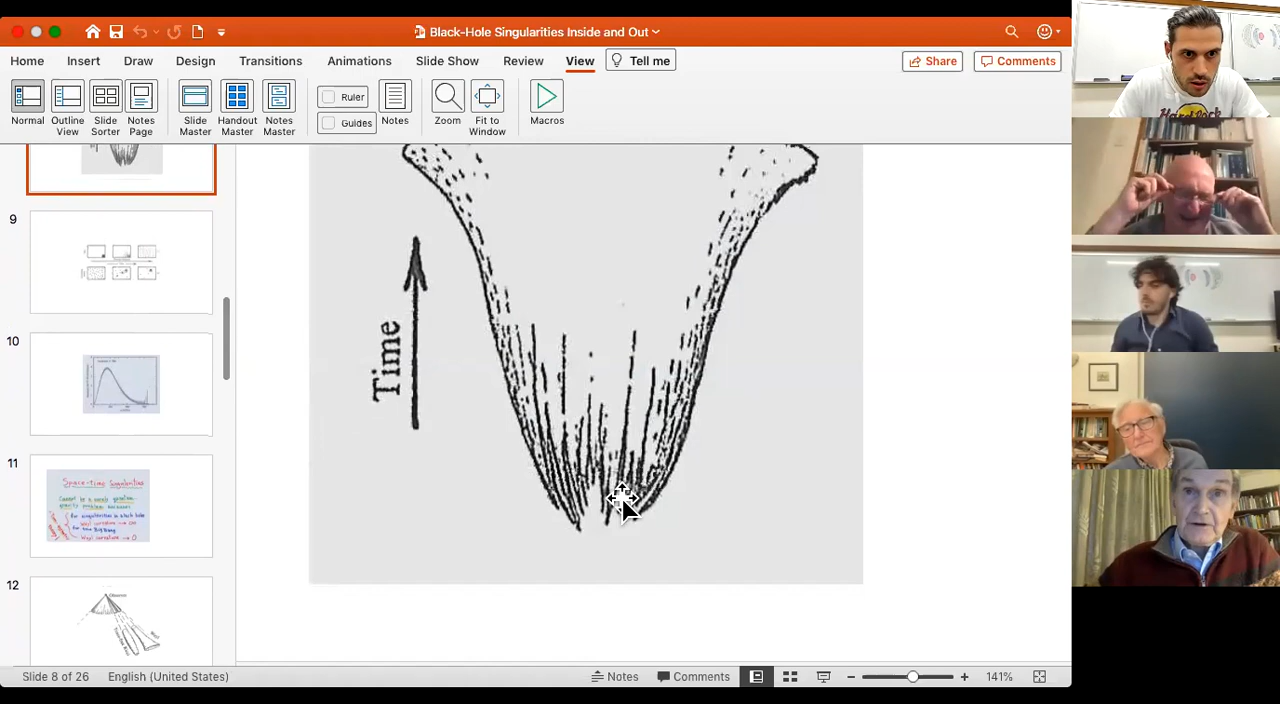 Black-Hole Singularities Inside and Out
Home Insert Draw Design Transitions Animations Slide Show Review View Tell me Share Comments
Normal Outline View Slide Sorter Notes Page Slide Master Handout Master Notes Master Ruler Guides Notes Zoom Fit to Window Macros
9
10
11
Space-time Singularities
12
Observer
Time
Slide 8 of 28 English (United States) Notes Comments 141%